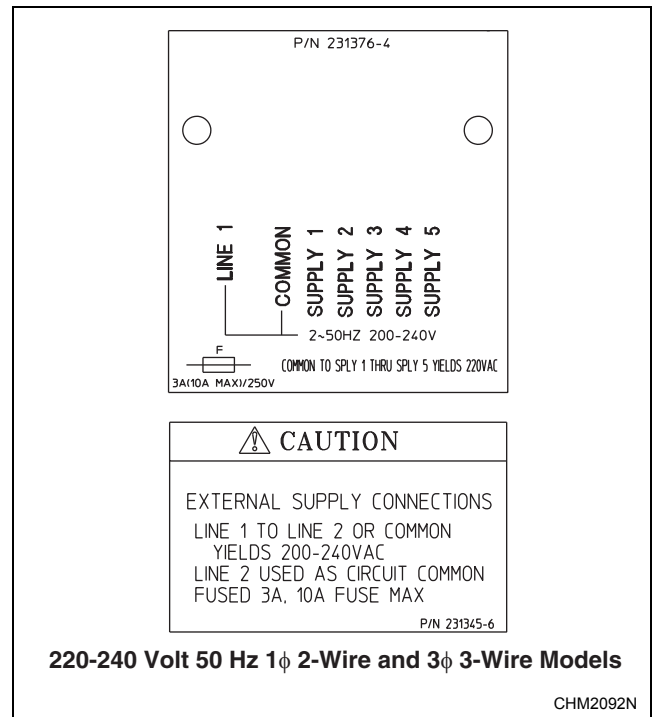 P/N 231376-4
LINE 1
COMMON
SUPPLY 1
SUPPLY 2
SUPPLY 3
SUPPLY 4
SUPPLY 5
2~50HZ 200-240V
F
3A(10A MAX)/250V
COMMON TO SPLY 1 THRU SPLY 5 YIELDS 220VAC
⚠ CAUTION
EXTERNAL SUPPLY CONNECTIONS
LINE 1 TO LINE 2 OR COMMON
YIELDS 200-240VAC
LINE 2 USED AS CIRCUIT COMMON
FUSED 3A, 10A FUSE MAX
P/N 231345-6
220-240 Volt 50 Hz 1ϕ 2-Wire and 3ϕ 3-Wire Models
CHM2092N